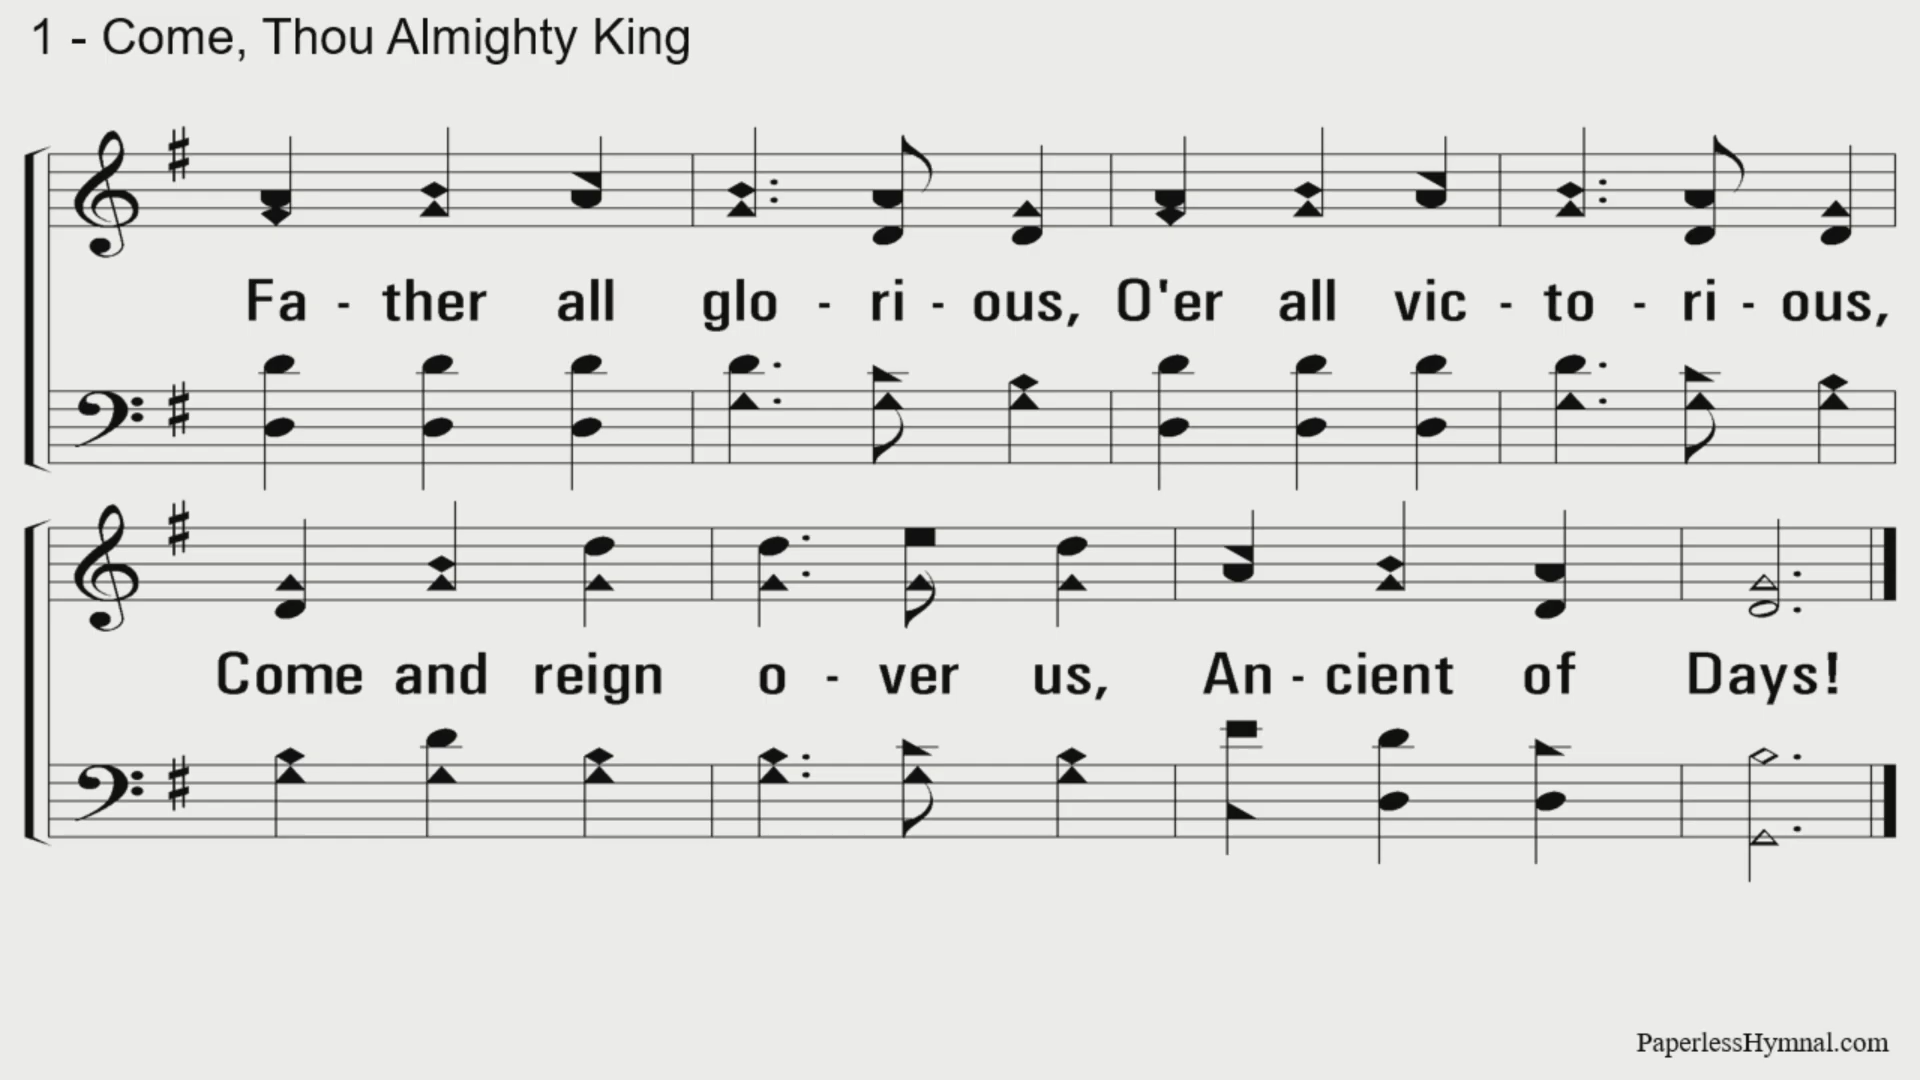 1 - Come, Thou Almighty King
Fa - ther all glo - ri - ous, O'er all vic - to - ri - ous,
Come and reign o - ver us, An - cient of Days!
PaperlessHymnal.com